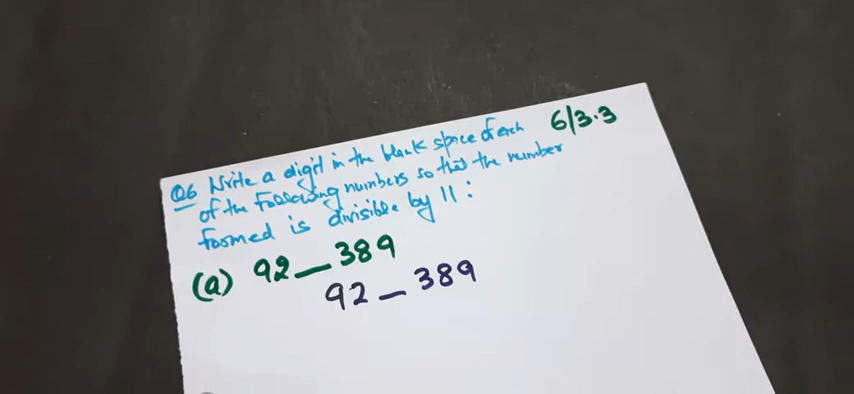 Q6 Write a digit in the blank space of each 6/3.3
of the following numbers so that the number
formed is divisible by 11:
(a) 92_389
92_389